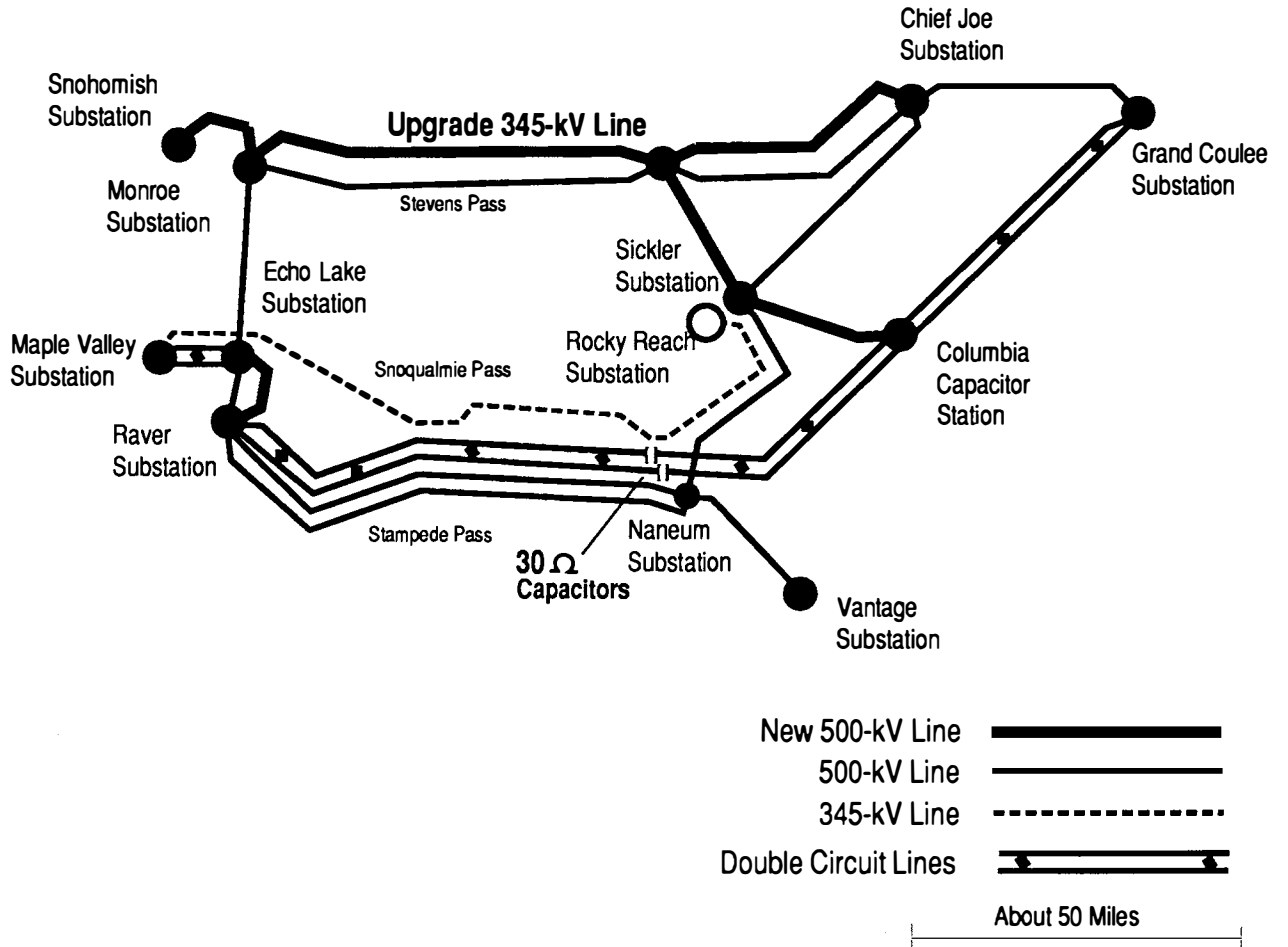 Chief Joe
Substation
Snohomish
Substation
Upgrade 345-kV Line
Grand Coulee
Substation
Monroe
Substation
Stevens Pass
Sickler
Substation
Echo Lake
Substation
Maple Valley
Substation
Rocky Reach
Substation
Snoqualmie Pass
Columbia
Capacitor
Station
Raver
Substation
Stampede Pass
Naneum
Substation
30 Ω
Capacitors
Vantage
Substation
New 500-kV Line
500-kV Line
345-kV Line
Double Circuit Lines
About 50 Miles